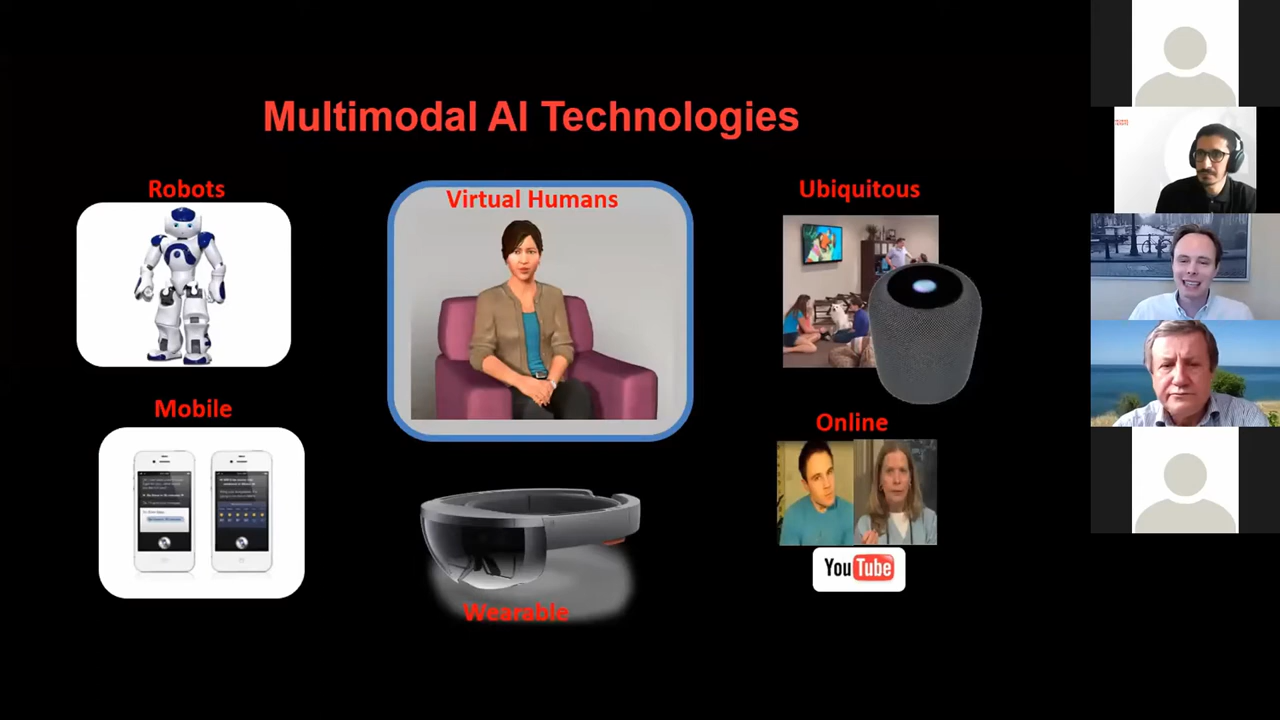 Multimodal AI Technologies
Robots
Virtual Humans
Ubiquitous
Mobile
Online
YouTube
Wearable